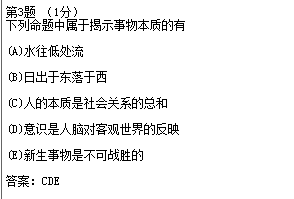 第3题 （1分）
下列命题中属于揭示事物本质的有
(A)水往低处流
(B)日出于东落于西
(C)人的本质是社会关系的总和
(D)意识是人脑对客观世界的反映
(E)新生事物是不可战胜的
答案：CDE